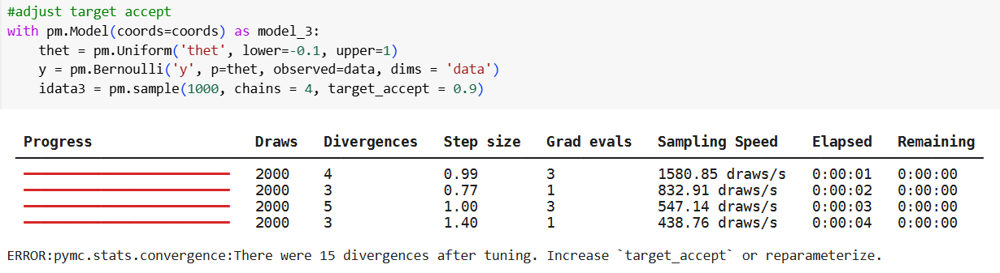 #adjust target accept
with pm.Model(coords=coords) as model_3:
    thet = pm.Uniform('thet', lower=-0.1, upper=1)
    y = pm.Bernoulli('y', p=thet, observed=data, dims = 'data')
    idata3 = pm.sample(1000, chains = 4, target_accept = 0.9)
Progress Draws Divergences Step size Grad evals Sampling Speed Elapsed Remaining
2000 4 0.99 3 1580.85 draws/s 0:00:01 0:00:00
2000 3 0.77 1 832.91 draws/s 0:00:02 0:00:00
2000 5 1.00 3 547.14 draws/s 0:00:03 0:00:00
2000 3 1.40 1 438.76 draws/s 0:00:04 0:00:00
ERROR:pymc.stats.convergence:There were 15 divergences after tuning. Increase `target_accept` or reparameterize.